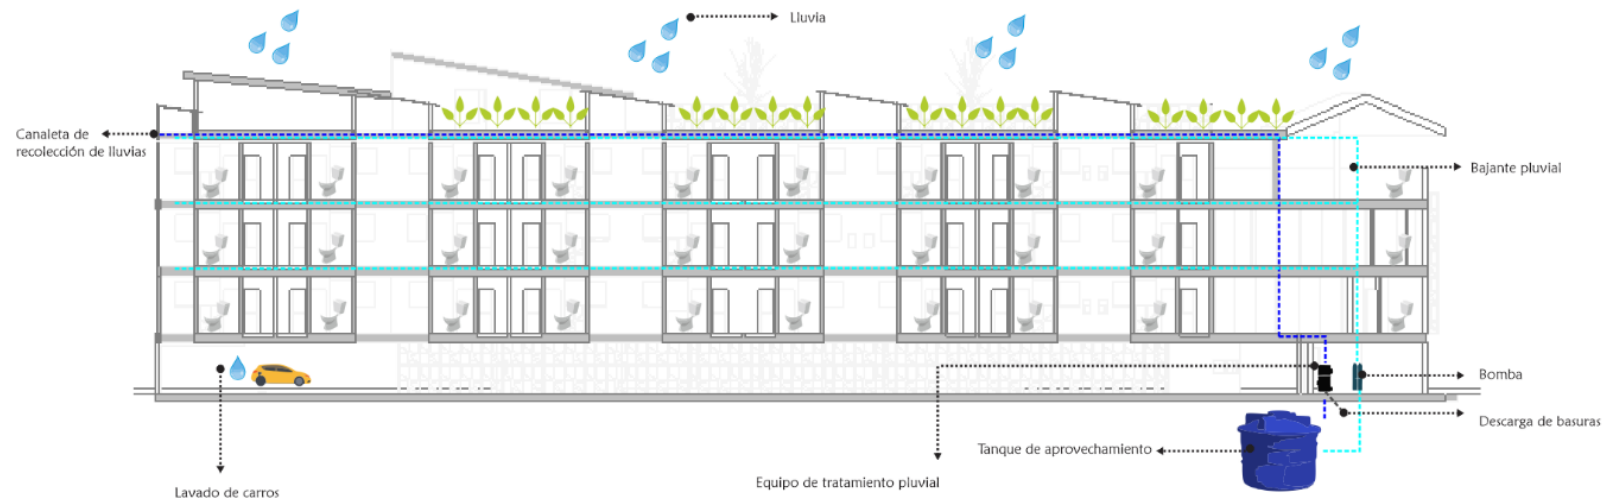 Lluvia
Canaleta de
recolección de lluvias
Bajante pluvial
Bomba
Descarga de basuras
Tanque de aprovechamiento
Equipo de tratamiento pluvial
Lavado de carros